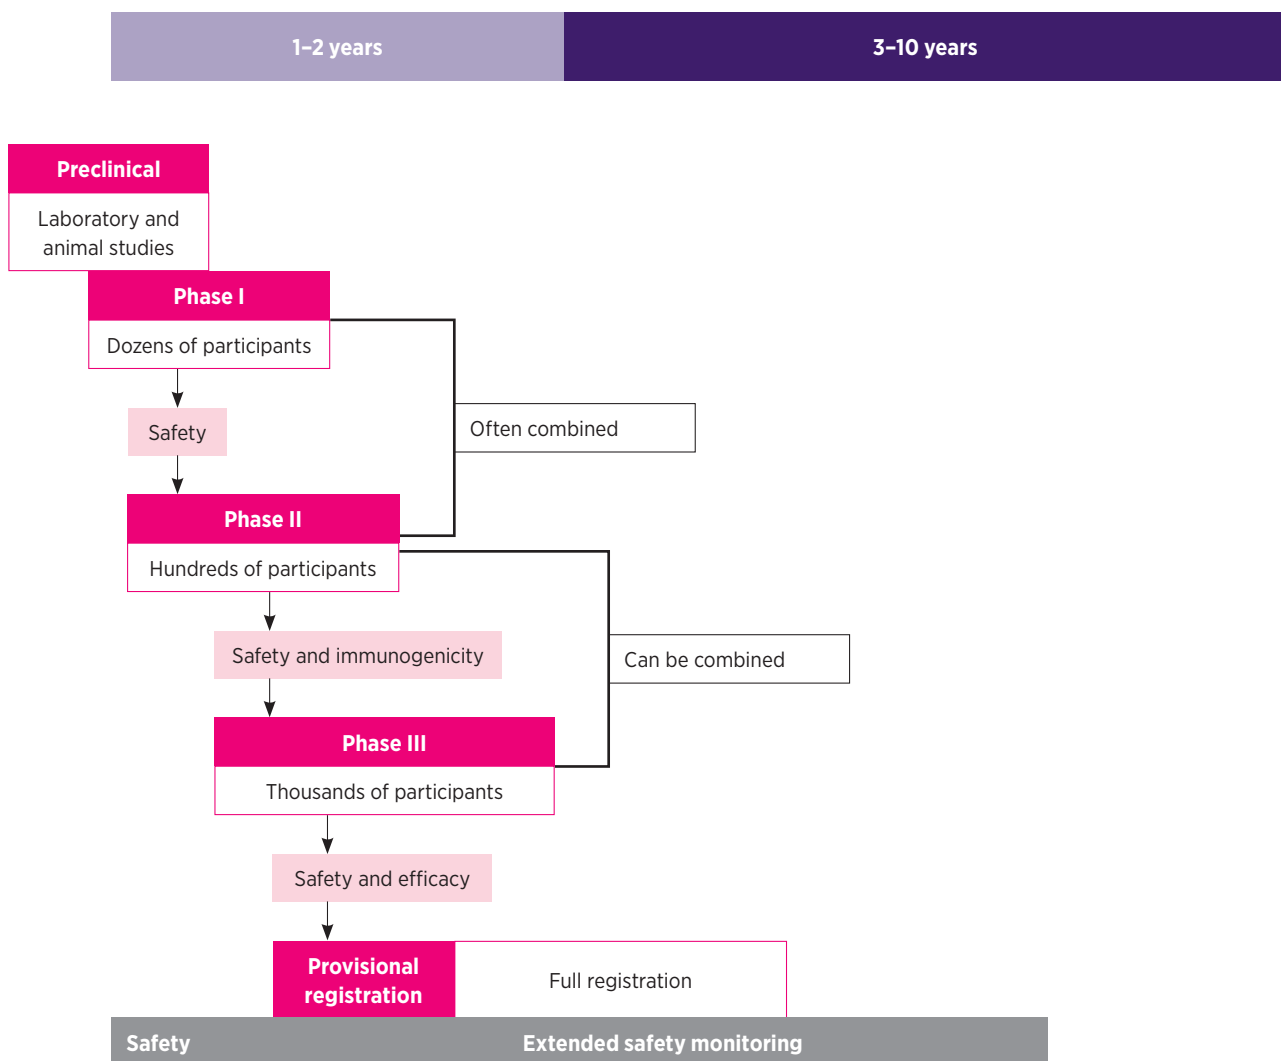 1–2 years
3–10 years
Preclinical
Laboratory and
animal studies
Phase I
Dozens of participants
Often combined
Safety
Phase II
Hundreds of participants
Safety and immunogenicity
Can be combined
Phase III
Thousands of participants
Safety and efficacy
Provisional
registration
Full registration
Safety
Extended safety monitoring